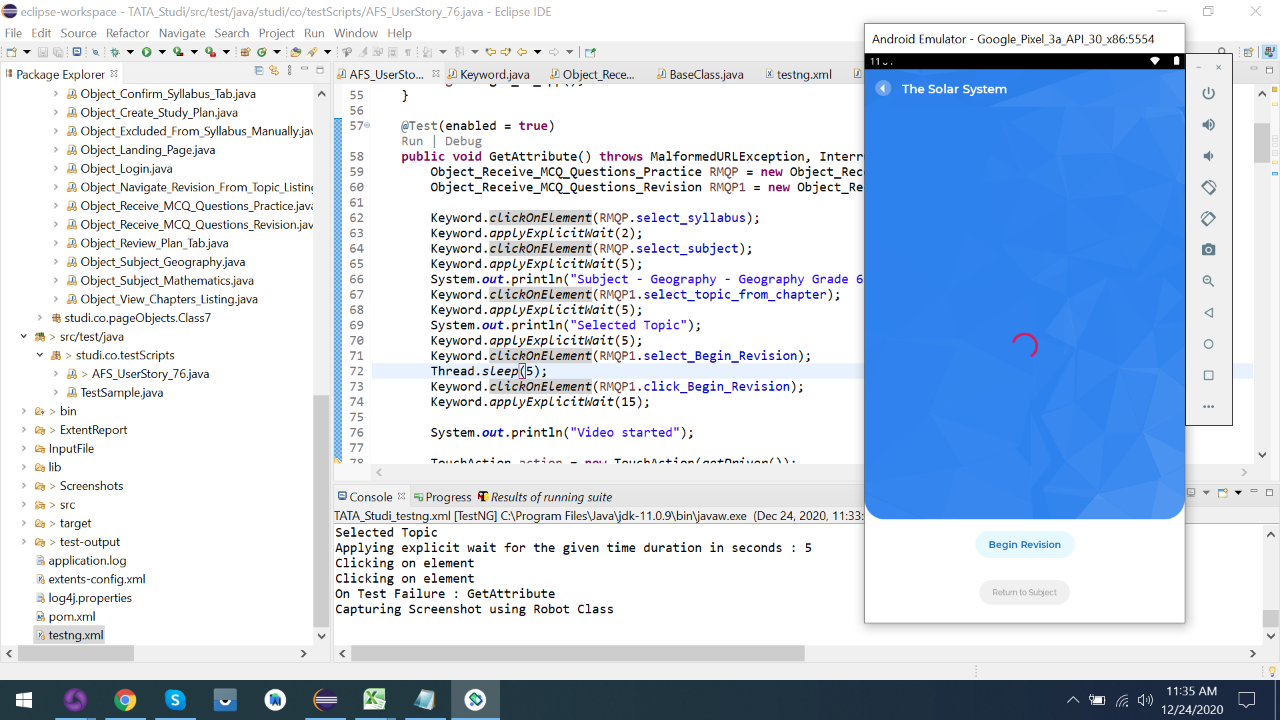 eclipse-workspace - TATA_Studi/src/test/java/studi/co/testScripts/AFS_UserStory_76.java - Eclipse IDE
File Edit Source Refactor Navigate Search Project Run Window Help
Package Explorer
Object_Confirm_Syllabus_Tab.java
Object_Create_Study_Plan.java
Object_Excluded_From_Syllabus_Manually.jav
Object_Landing_Page.java
Object_Login.java
Object_Navigate_Revision_From_Topic_Listing
Object_Receive_MCQ_Questions_Practice.java
Object_Receive_MCQ_Questions_Revision.jav
Object_Review_Plan_Tab.java
Object_Subject_Geography.java
Object_Subject_Mathematics.java
Object_View_Chapters_Listing.java
studi.co.pageObjects.Class7
> src/test/java
> studi.co.testScripts
> AFS_UserStory_76.java
TestSample.java
> bin
> ExtentReport
InputFile
lib
> Screenshots
> src
> target
> test-output
application.log
extents-config.xml
log4j.properties
pom.xml
testng.xml
AFS_UserSto... Keyword.java Object_Rece... BaseClass.java testng.xml
55 }
56
57 @Test(enabled = true)
Run | Debug
58 public void GetAttribute() throws MalformedURLException, Interr
59 Object_Receive_MCQ_Questions_Practice RMQP = new Object_Rec
60 Object_Receive_MCQ_Questions_Revision RMQP1 = new Object_Re
61
62 Keyword.clickOnElement(RMQP.select_syllabus);
63 Keyword.applyExplicitWait(2);
64 Keyword.clickOnElement(RMQP.select_subject);
65 Keyword.applyExplicitWait(5);
66 System.out.println("Subject - Geography - Geography Grade 6
67 Keyword.clickOnElement(RMQP1.select_topic_from_chapter);
68 Keyword.applyExplicitWait(5);
69 System.out.println("Selected Topic");
70 Keyword.applyExplicitWait(5);
71 Keyword.clickOnElement(RMQP1.select_Begin_Revision);
72 Thread.sleep(5);
73 Keyword.clickOnElement(RMQP1.click_Begin_Revision);
74 Keyword.applyExplicitWait(15);
75
76 System.out.println("Video started");
77
78 TouchAction action = new TouchAction(getDriver());
Console Progress Results of running suite
TATA_Studi_testng.xml [TestNG] C:\Program Files\Java\jdk-11.0.9\bin\javaw.exe (Dec 24, 2020, 11:33:
Selected Topic
Applying explicit wait for the given time duration in seconds : 5
Clicking on element
Clicking on element
On Test Failure : GetAttribute
Capturing Screenshot using Robot Class
Android Emulator - Google_Pixel_3a_API_30_x86:5554
The Solar System
Begin Revision
Return to Subject
11:35 AM
12/24/2020